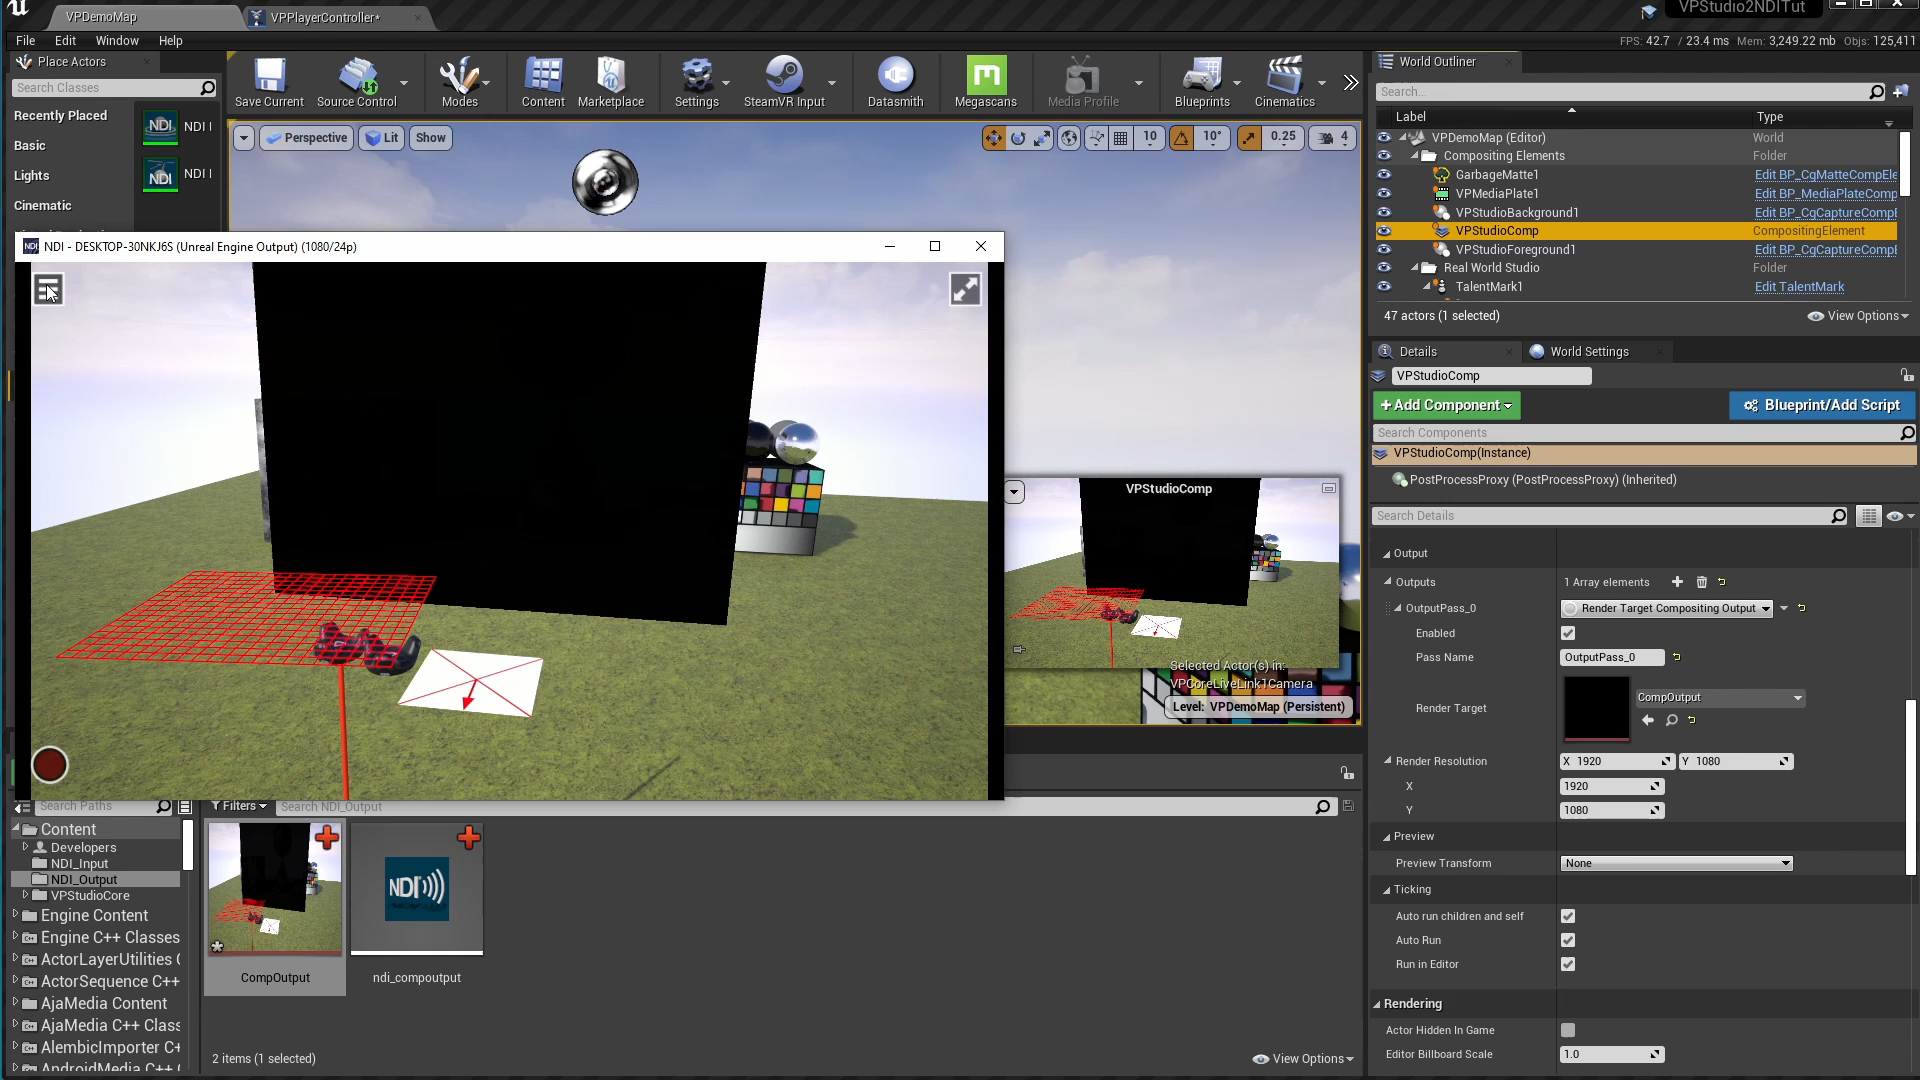 VPDemoMap
VPPlayerController*
VPStudio2NDITut
File Edit Window Help
FPS: 42.7 / 23.4 ms Mem: 3,249.22 mb Objs: 125,411
Place Actors
Search Classes
Recently Placed
Basic
Lights
Cinematic
NDI
NDI I
NDI
NDI I
Save Current
Source Control
Modes
Content
Marketplace
Settings
SteamVR Input
Datasmith
Megascans
Media Profile
Blueprints
Cinematics
Perspective
Lit
Show
10
10°
0.25
4
NDI - DESKTOP-30NKJ6S (Unreal Engine Output) (1080/24p)
VPStudioComp
Selected Actor(s) in:
VPCoreLiveLink1Camera
Level: VPDemoMap (Persistent)
World Outliner
Search...
Label Type
VPDemoMap (Editor) World
Compositing Elements Folder
GarbageMatte1 Edit BP_CgMatteCompEle
VPMediaPlate1 Edit BP_MediaPlateComp
VPStudioBackground1 Edit BP_CgCaptureCompE
VPStudioComp CompositingElement
VPStudioForeground1 Edit BP_CgCaptureCompE
Real World Studio Folder
TalentMark1 Edit TalentMark
47 actors (1 selected)
View Options
Details
World Settings
VPStudioComp
+Add Component
Blueprint/Add Script
Search Components
VPStudioComp(Instance)
PostProcessProxy (PostProcessProxy) (Inherited)
Search Details
Output
Outputs 1 Array elements
OutputPass_0 Render Target Compositing Output
Enabled
Pass Name OutputPass_0
Render Target CompOutput
Render Resolution X 1920 Y 1080
X 1920
Y 1080
Preview
Preview Transform None
Ticking
Auto run children and self
Auto Run
Run in Editor
Rendering
Actor Hidden In Game
Editor Billboard Scale 1.0
Search Paths
Filters
Search NDI_Output
Content
Developers
NDI_Input
NDI_Output
VPStudioCore
Engine Content
Engine C++ Classes
ActorLayerUtilities C
ActorSequence C++
AjaMedia Content
AjaMedia C++ Class
AlembicImporter C+
AndroidMedia C++ C
NDI
CompOutput
ndi_compoutput
2 items (1 selected)
View Options